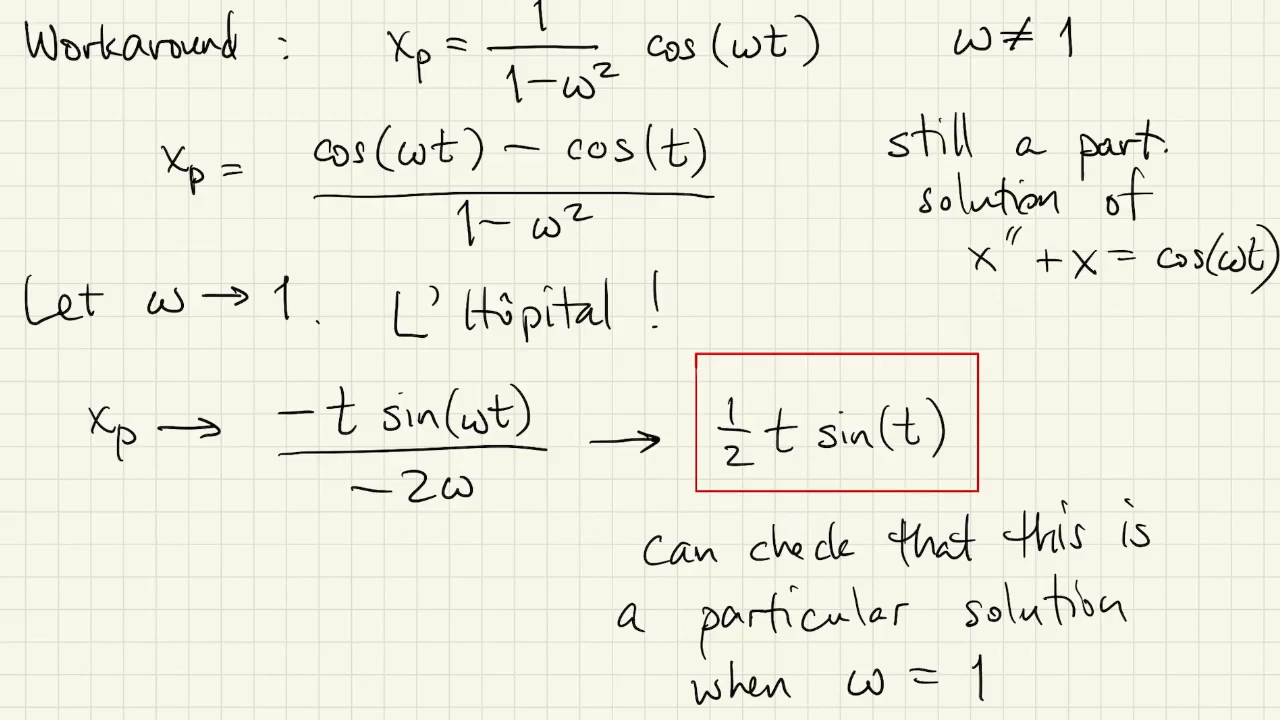 Workaround : xₚ = 1/(1-ω²) cos(ωt) ω ≠ 1
xₚ = (cos(ωt) - cos(t))/(1-ω²)
still a part.
solution of
x'' + x = cos(ωt)
Let ω → 1. L'Hôpital !
xₚ → (-t sin(ωt))/(-2ω) → 1/2 t sin(t)
can check that this is
a particular solution
when ω = 1